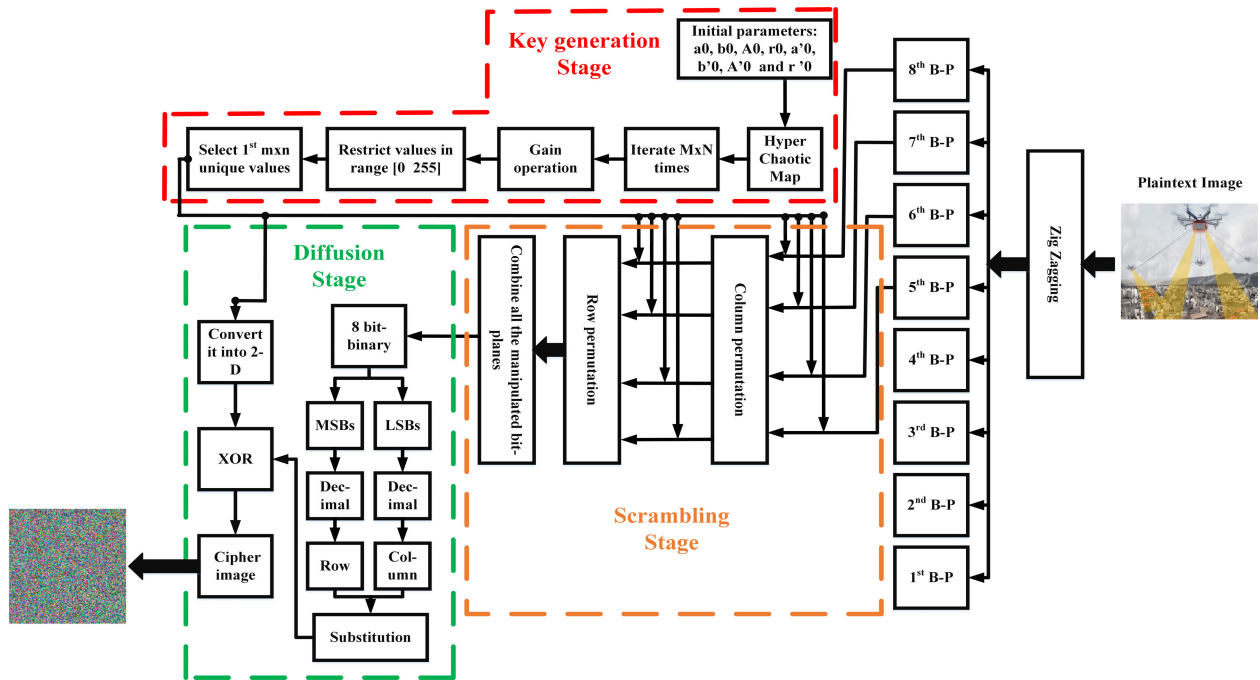 Key generation
Stage
Initial parameters:
a0, b0, A0, r0, a’0,
b’0, A’0 and r ’0
Select 1st mxn
unique values
Restrict values in
range [0 255]
Gain
operation
Iterate MxN
times
Hyper
Chaotic
Map
8th B-P
7th B-P
6th B-P
5th B-P
4th B-P
3rd B-P
2nd B-P
1st B-P
Zig Zagging
Plaintext Image
Diffusion
Stage
Convert
it into 2-
D
XOR
Cipher
image
8 bit-
binary
MSBs
LSBs
Dec-
imal
Dec-
imal
Row
Col-
umn
Substitution
Combine all the manipulated bit-
planes
Row permutation
Column permutation
Scrambling
Stage